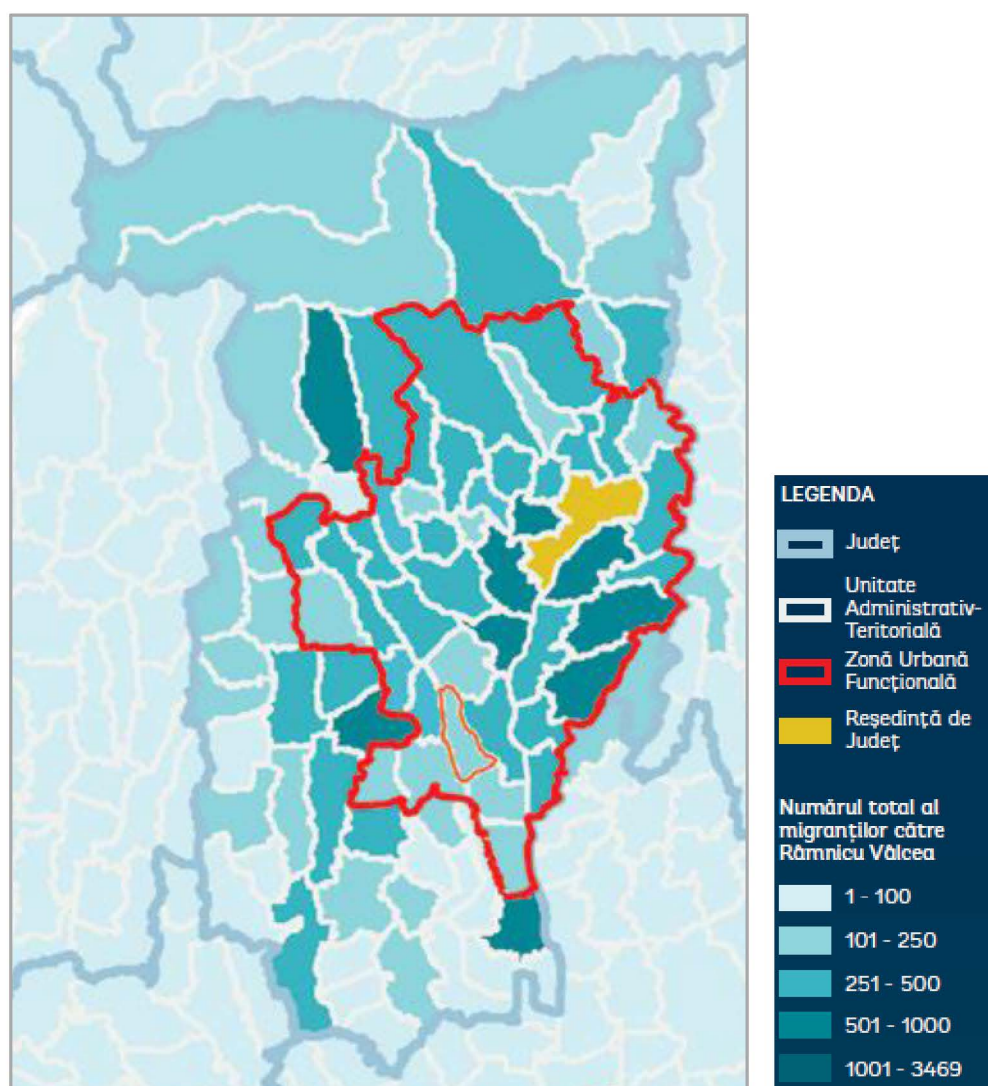 LEGENDA
Județ
Unitate
Administrativ-
Teritorială
Zonă Urbană
Funcțională
Reședință de
Județ
Numărul total al
migranților către
Râmnicu Vâlcea
1 - 100
101 - 250
251 - 500
501 - 1000
1001 - 3469